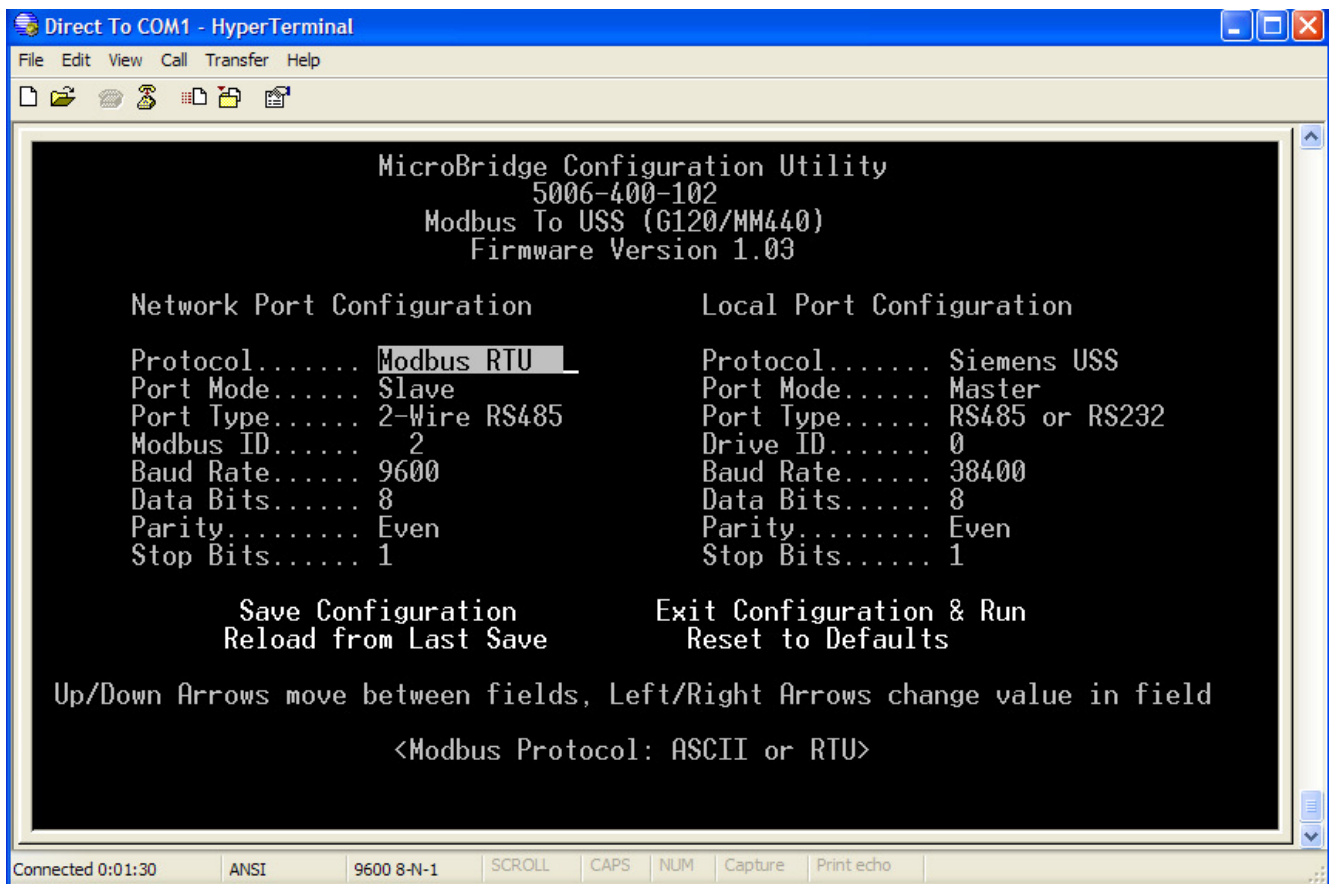 Direct To COM1 - HyperTerminal
File Edit View Call Transfer Help
MicroBridge Configuration Utility
5006-400-102
Modbus To USS (G120/MM440)
Firmware Version 1.03
Network Port Configuration Local Port Configuration
Protocol....... Modbus RTU Protocol....... Siemens USS
Port Mode...... Slave Port Mode...... Master
Port Type...... 2-Wire RS485 Port Type...... RS485 or RS232
Modbus ID...... 2 Drive ID....... 0
Baud Rate...... 9600 Baud Rate...... 38400
Data Bits...... 8 Data Bits...... 8
Parity......... Even Parity......... Even
Stop Bits...... 1 Stop Bits...... 1
Save Configuration Exit Configuration & Run
Reload from Last Save Reset to Defaults
Up/Down Arrows move between fields, Left/Right Arrows change value in field
<Modbus Protocol: ASCII or RTU>
Connected 0:01:30 ANSI 9600 8-N-1 SCROLL CAPS NUM Capture Print echo